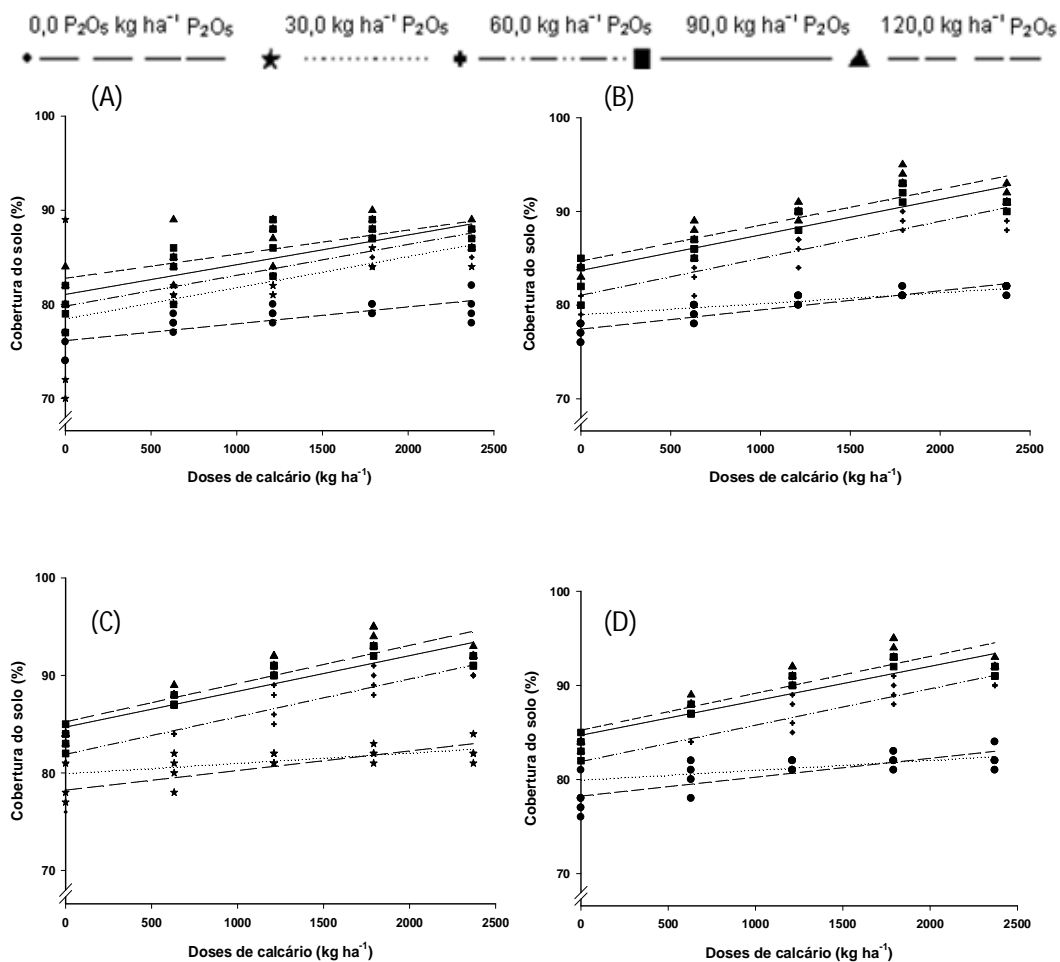 0,0 P₂O₅ kg ha⁻¹ P₂O₅ 30,0 kg ha⁻¹ P₂O₅ 60,0 kg ha⁻¹ P₂O₅ 90,0 kg ha⁻¹ P₂O₅ 120,0 kg ha⁻¹ P₂O₅
(A)
100
90
80
70
Cobertura do solo (%)
0 500 1000 1500 2000 2500
Doses de calcário (kg ha⁻¹)
(B)
100
90
80
70
Cobertura do solo (%)
0 500 1000 1500 2000 2500
Doses de calcário (kg ha⁻¹)
(C)
100
90
80
70
Cobertura do solo (%)
0 500 1000 1500 2000 2500
Doses de calcário (kg ha⁻¹)
(D)
100
90
80
70
Cobertura do solo (%)
0 500 1000 1500 2000 2500
Doses de calcário (kg ha⁻¹)